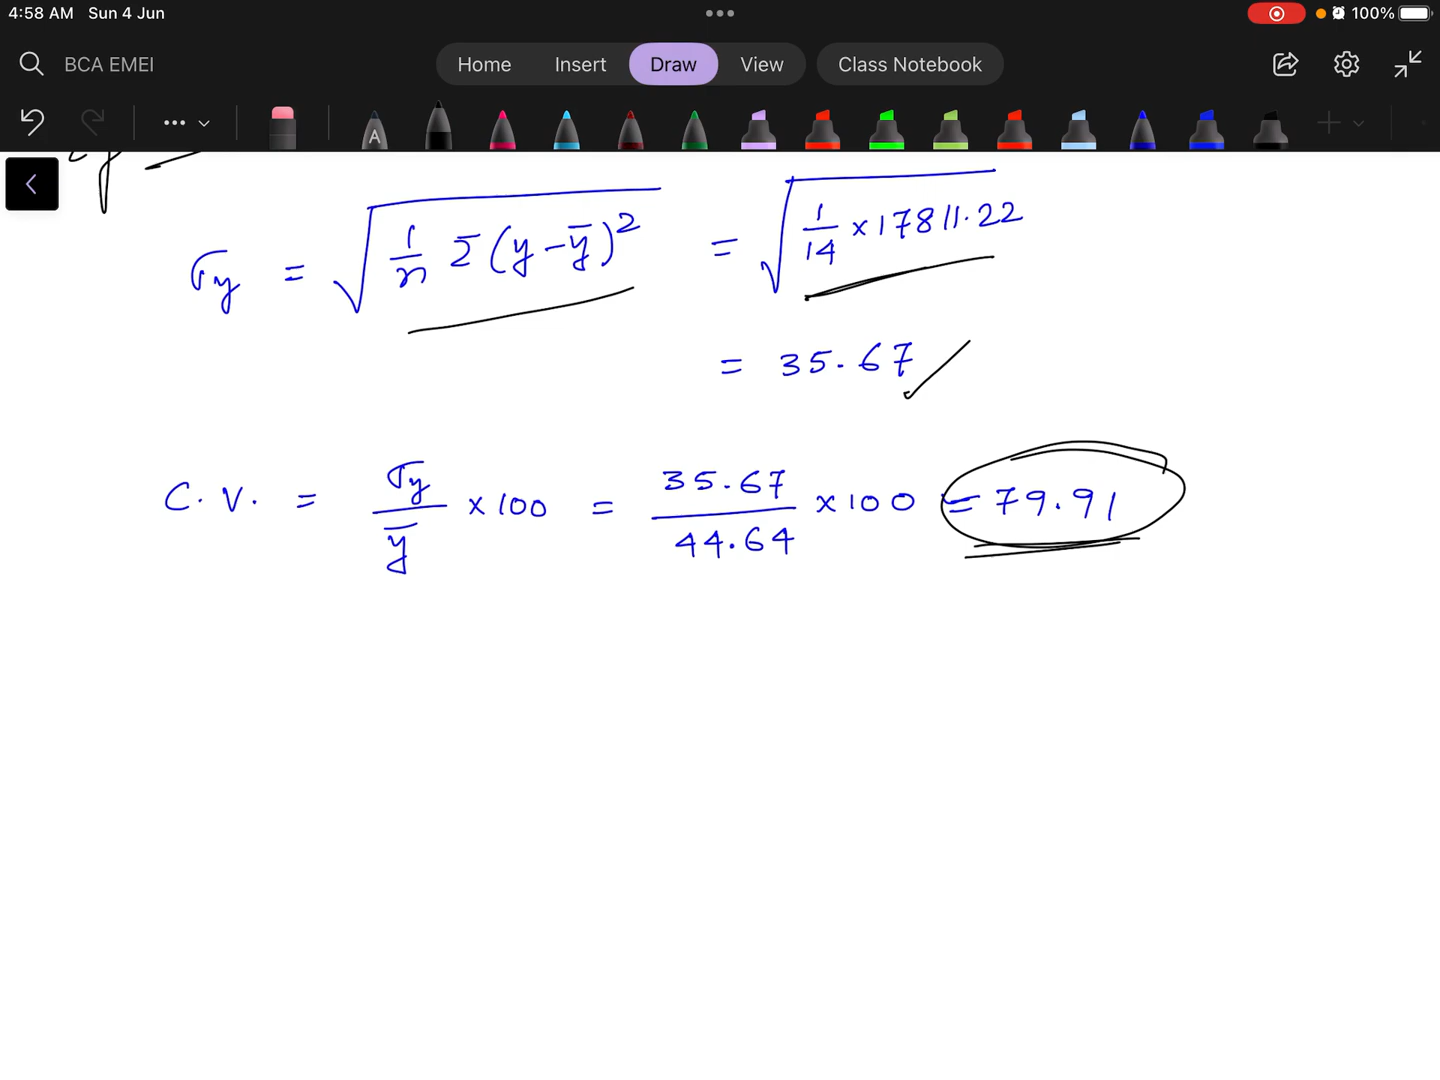 4:58 AM Sun 4 Jun 100%
BCA EMEI Home Insert Draw View Class Notebook
A
σy = √(1/n Σ(y-ȳ)²) = √(1/14 × 17811.22)
= 35.67
C.V. = σy/ȳ × 100 = 35.67/44.64 × 100 = 79.91